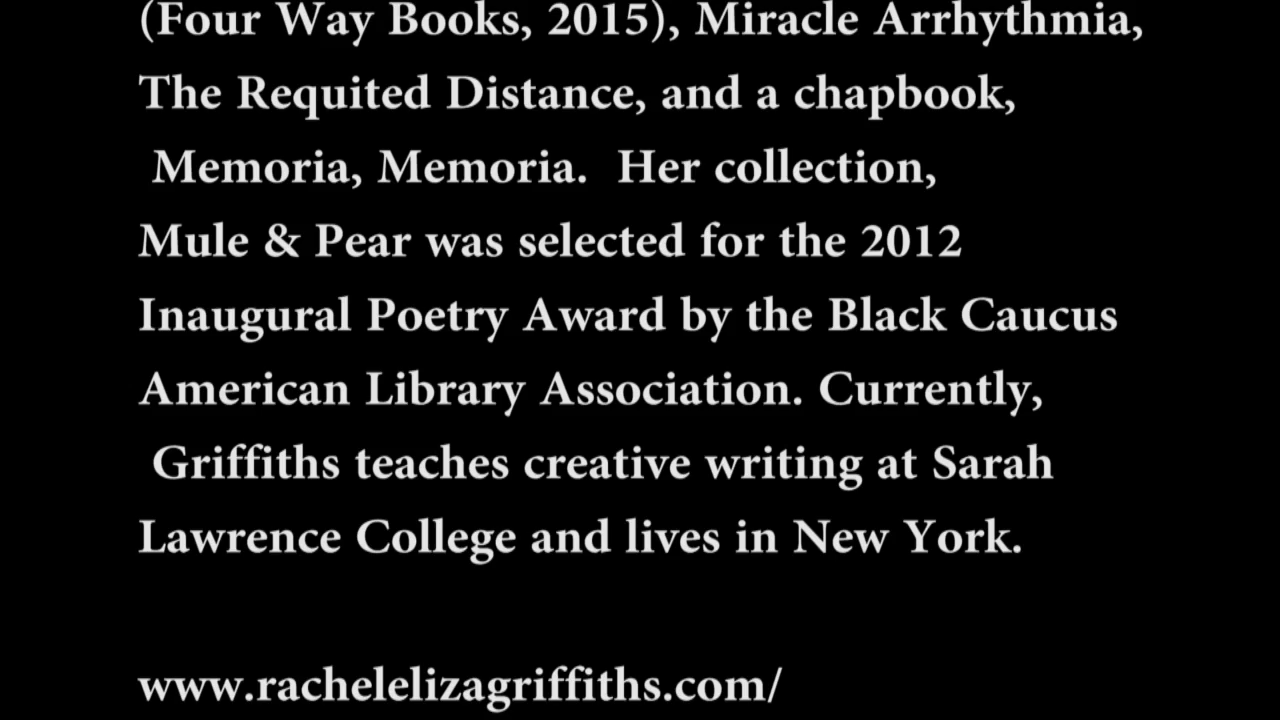 (Four Way Books, 2015), Miracle Arrhythmia,
The Requited Distance, and a chapbook,
Memoria, Memoria.  Her collection,
Mule & Pear was selected for the 2012
Inaugural Poetry Award by the Black Caucus
American Library Association. Currently,
Griffiths teaches creative writing at Sarah
Lawrence College and lives in New York.
www.rachelelizagriffiths.com/